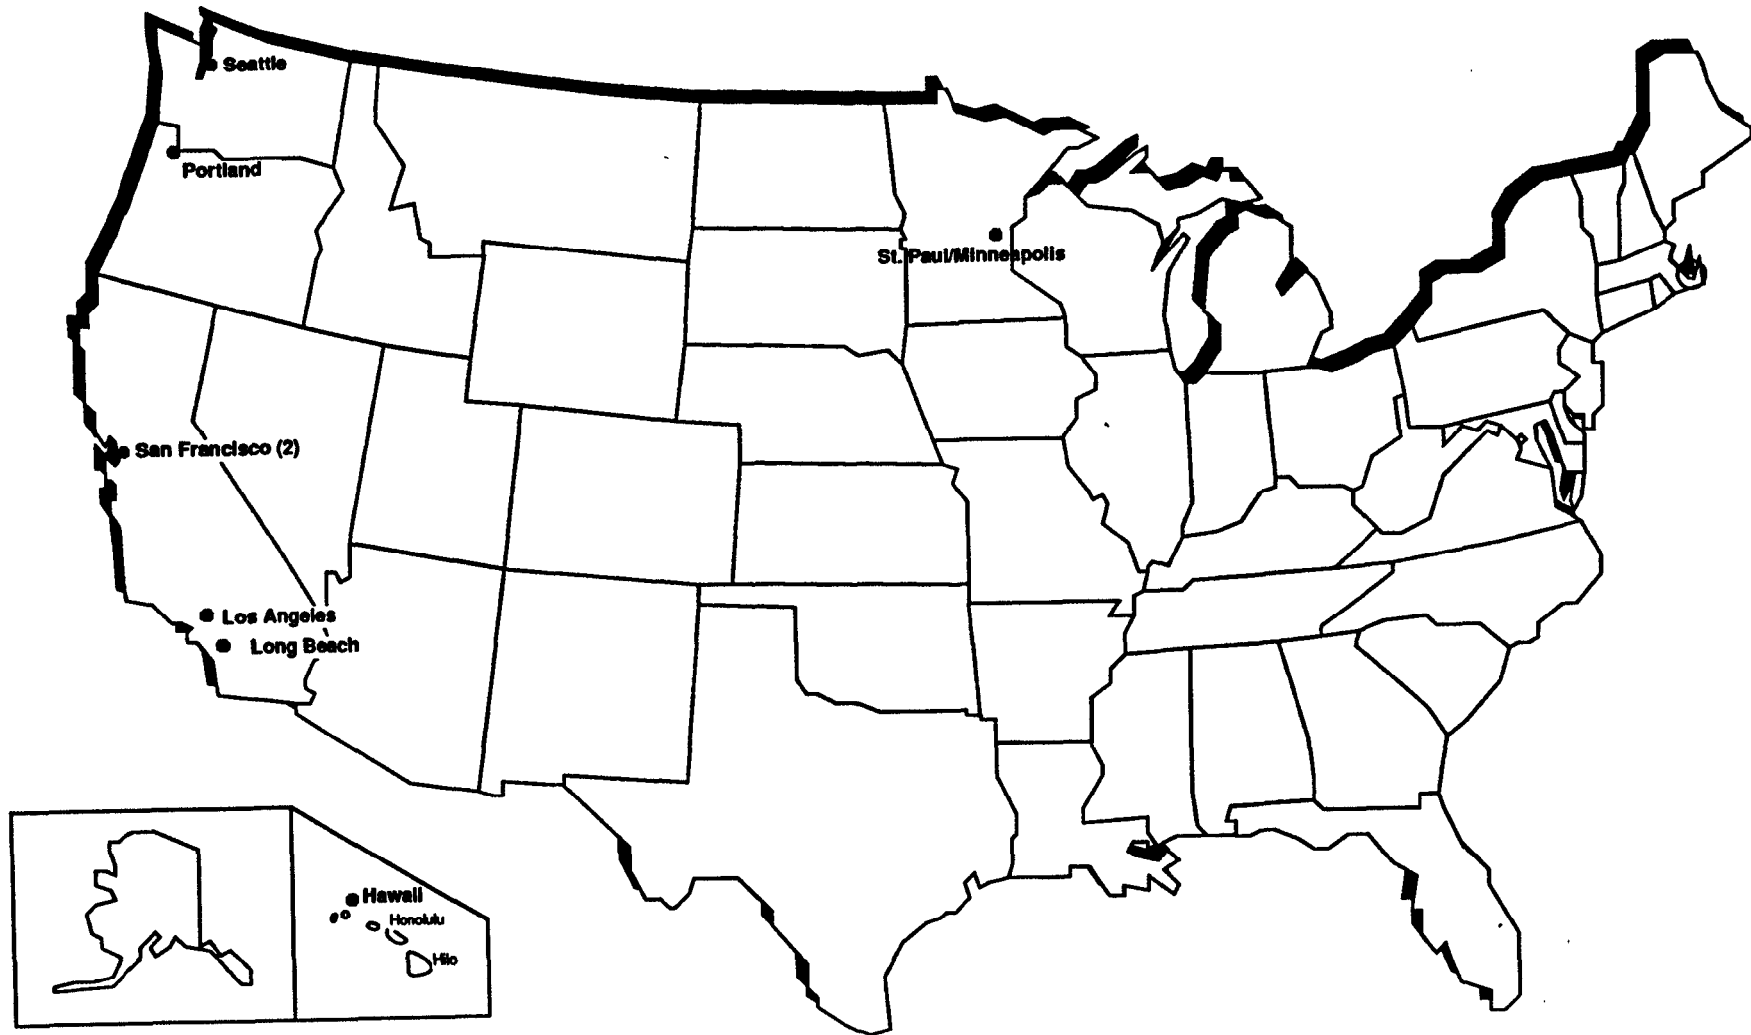 Seattle
Portland
St. Paul/Minneapolis
San Francisco (2)
Los Angeles
Long Beach
Hawaii
Honolulu
Hilo